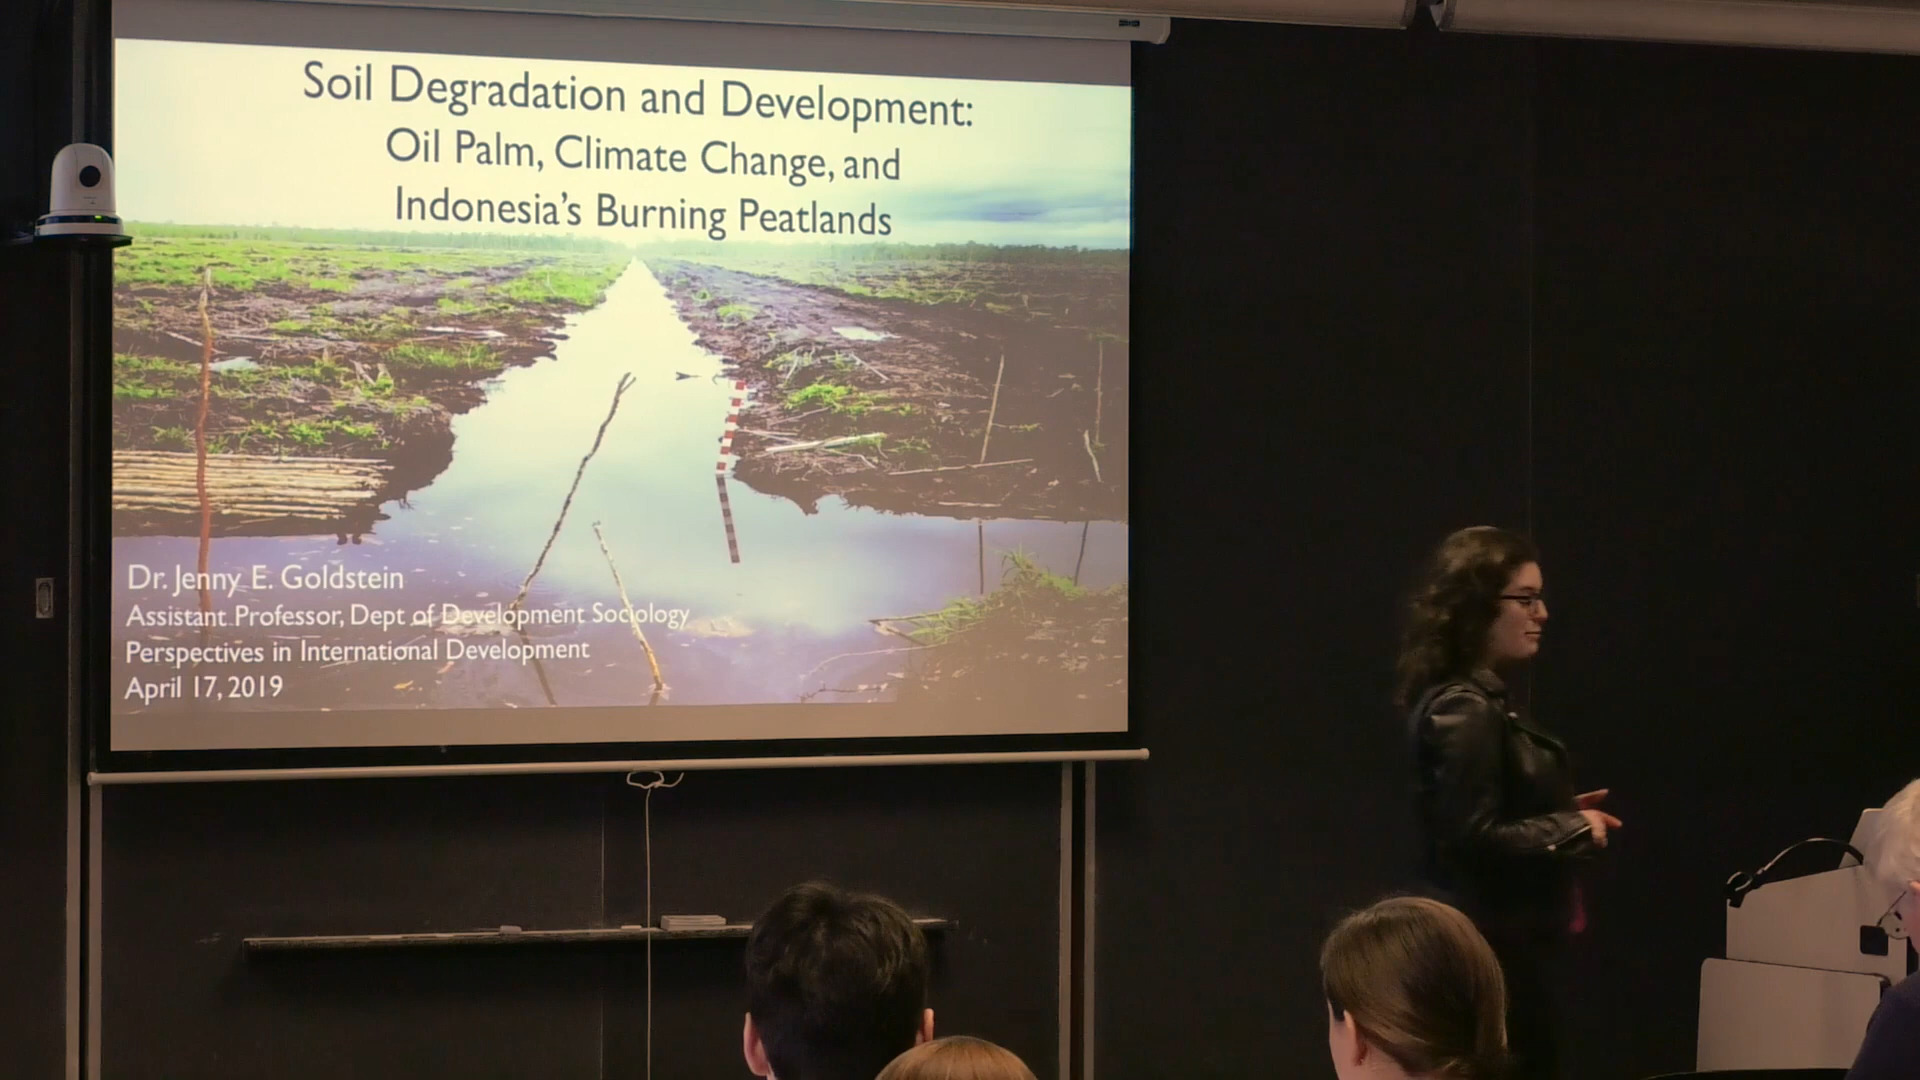 Soil Degradation and Development:
Oil Palm, Climate Change, and
Indonesia's Burning Peatlands
Dr. Jenny E. Goldstein
Assistant Professor, Dept of Development Sociology
Perspectives in International Development
April 17, 2019